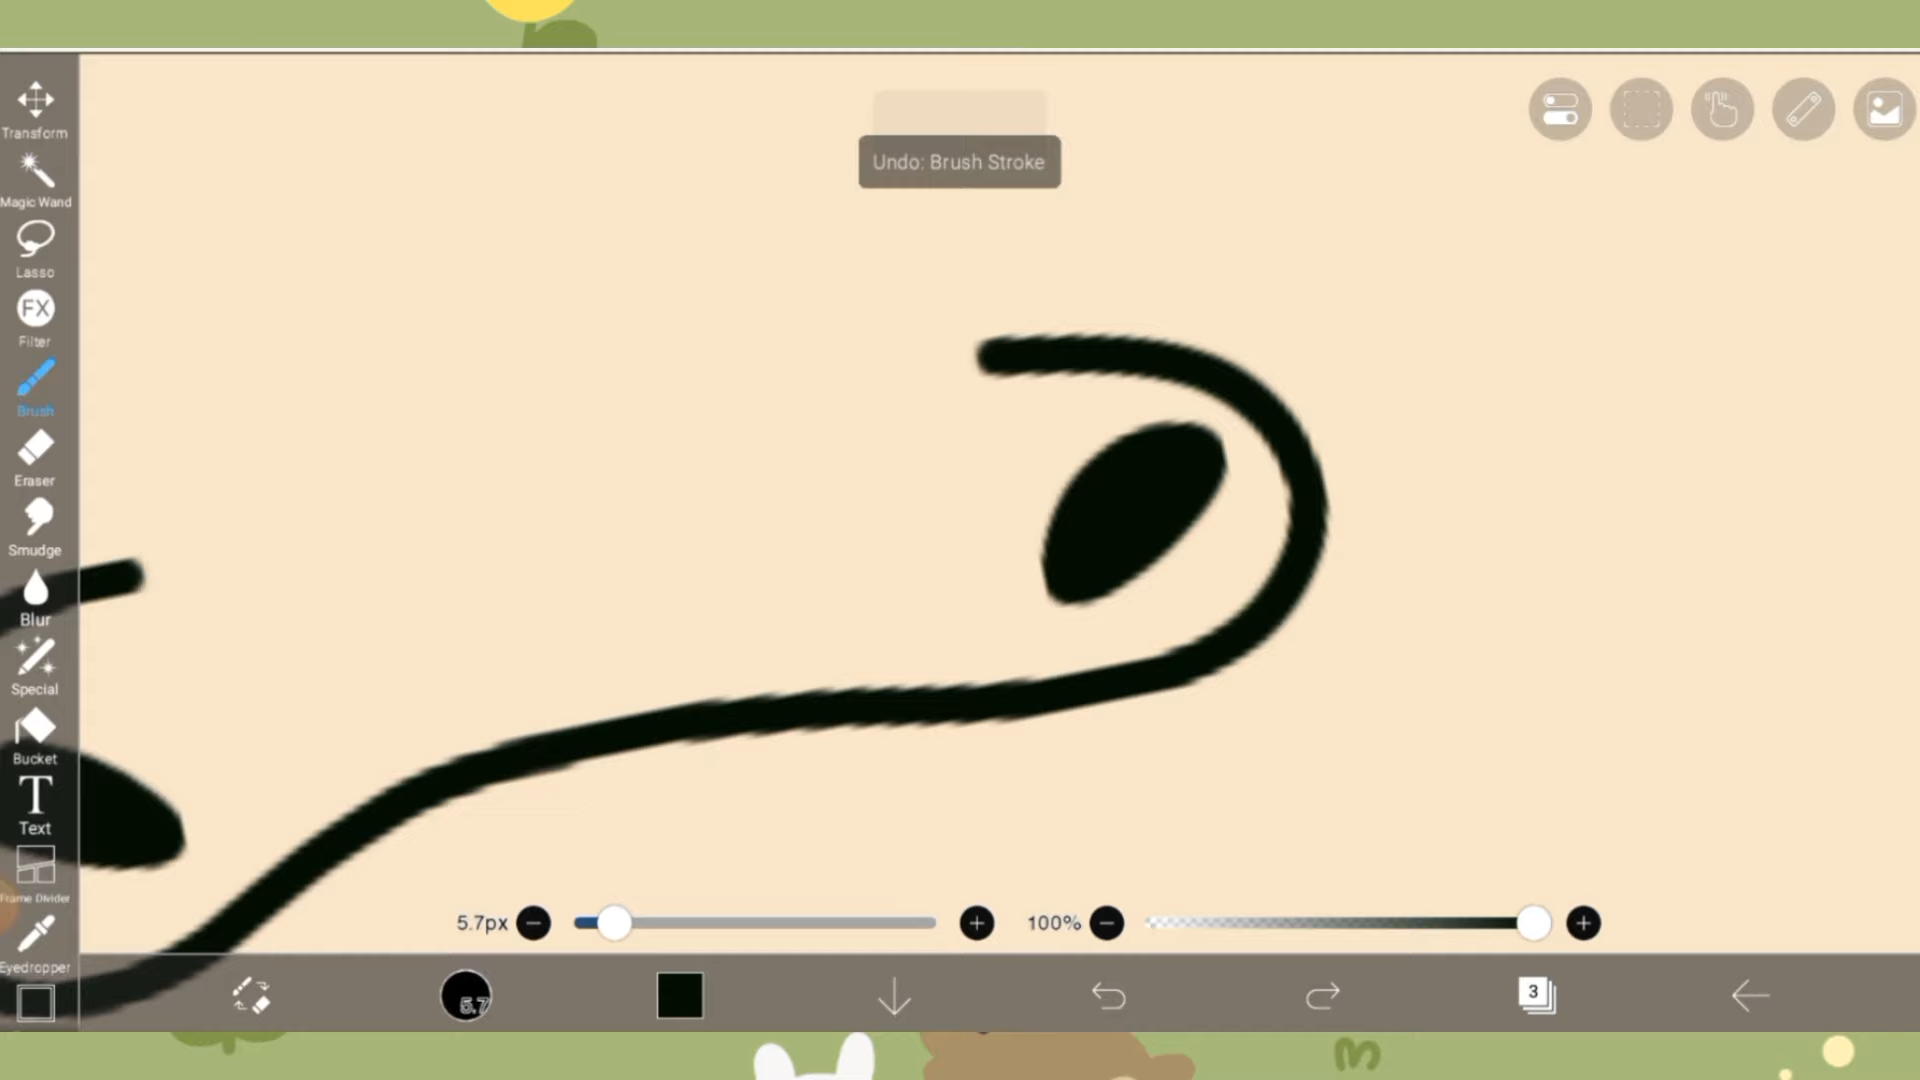 Transform
Undo: Brush Stroke
Magic Wand
Lasso
FX
Filter
Brush
Eraser
Smudge
Blur
Special
Bucket
T
Text
Frame Divider
5.7px
100%
Eyedropper
5.7
3